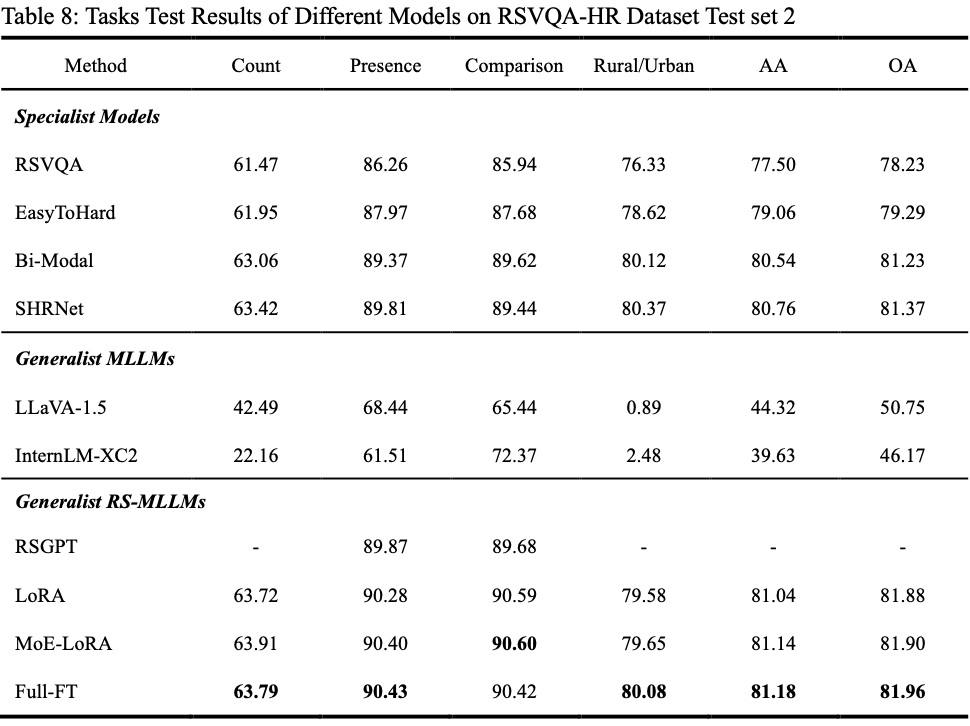 Table 8: Tasks Test Results of Different Models on RSVQA-HR Dataset Test set 2
Method Count Presence Comparison Rural/Urban AA OA
Specialist Models
RSVQA 61.47 86.26 85.94 76.33 77.50 78.23
EasyToHard 61.95 87.97 87.68 78.62 79.06 79.29
Bi-Modal 63.06 89.37 89.62 80.12 80.54 81.23
SHRNet 63.42 89.81 89.44 80.37 80.76 81.37
Generalist MLLMs
LLaVA-1.5 42.49 68.44 65.44 0.89 44.32 50.75
InternLM-XC2 22.16 61.51 72.37 2.48 39.63 46.17
Generalist RS-MLLMs
RSGPT - 89.87 89.68 - - -
LoRA 63.72 90.28 90.59 79.58 81.04 81.88
MoE-LoRA 63.91 90.40 90.60 79.65 81.14 81.90
Full-FT 63.79 90.43 90.42 80.08 81.18 81.96